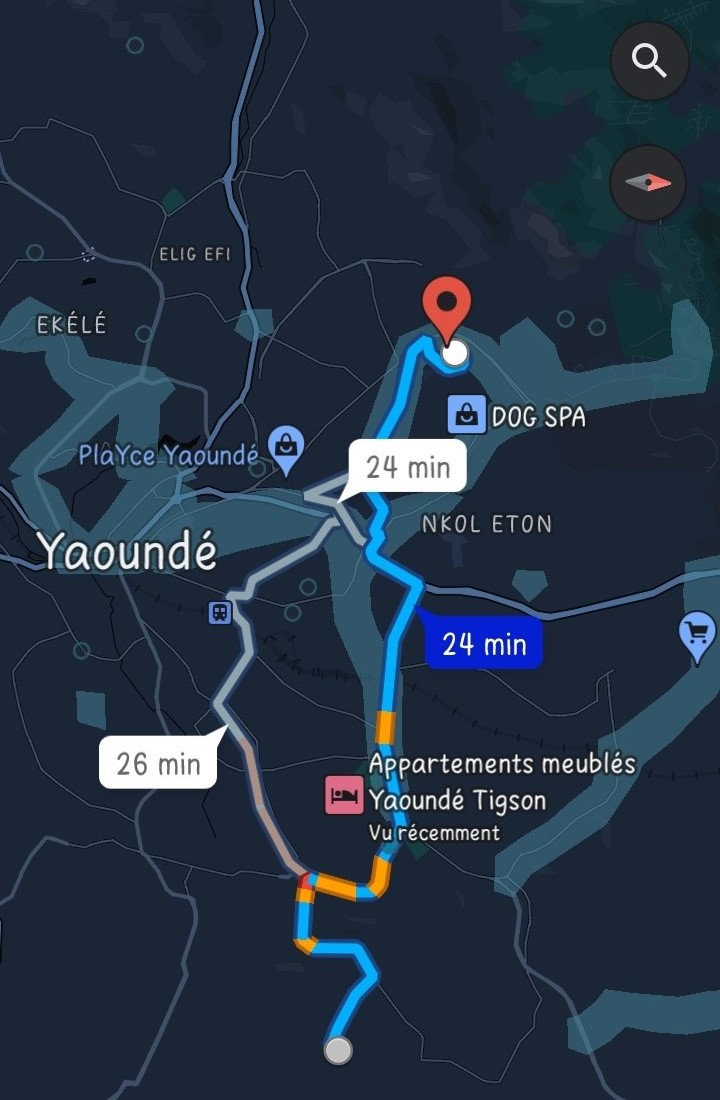 ELIG EFI
EKÉLÉ
DOG SPA
PlaYce Yaoundé
24 min
NKOL ETON
Yaoundé
24 min
26 min
Appartements meublés
Yaoundé Tigson
Vu récemment